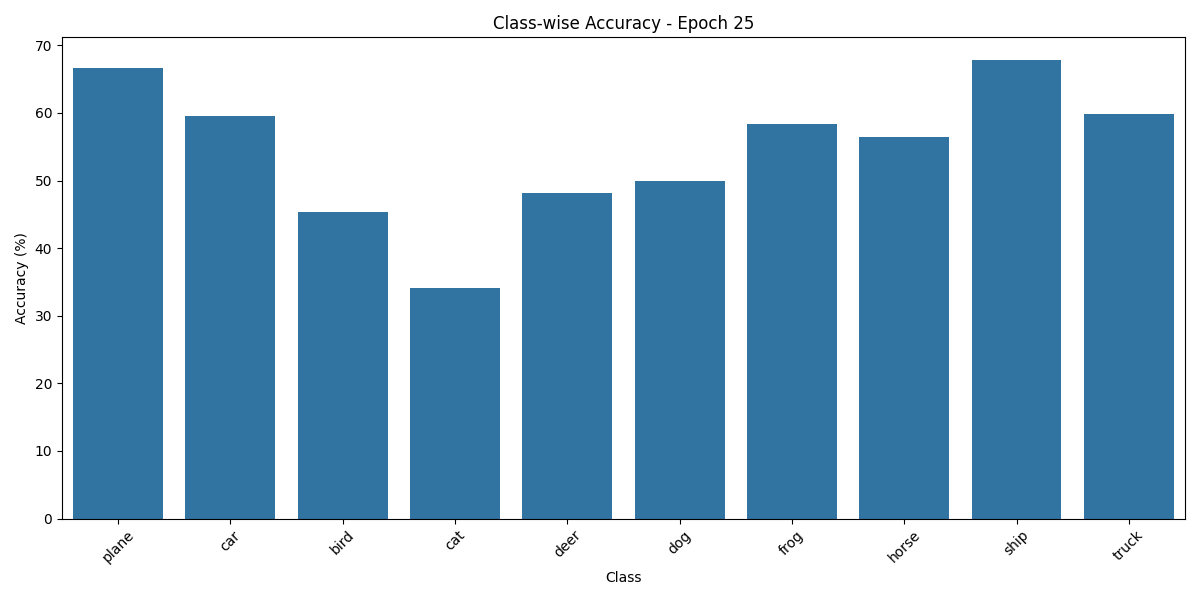 Class-wise Accuracy - Epoch 25
Accuracy (%)
70
60
50
40
30
20
10
0
plane
car
bird
cat
deer
dog
frog
horse
ship
truck
Class